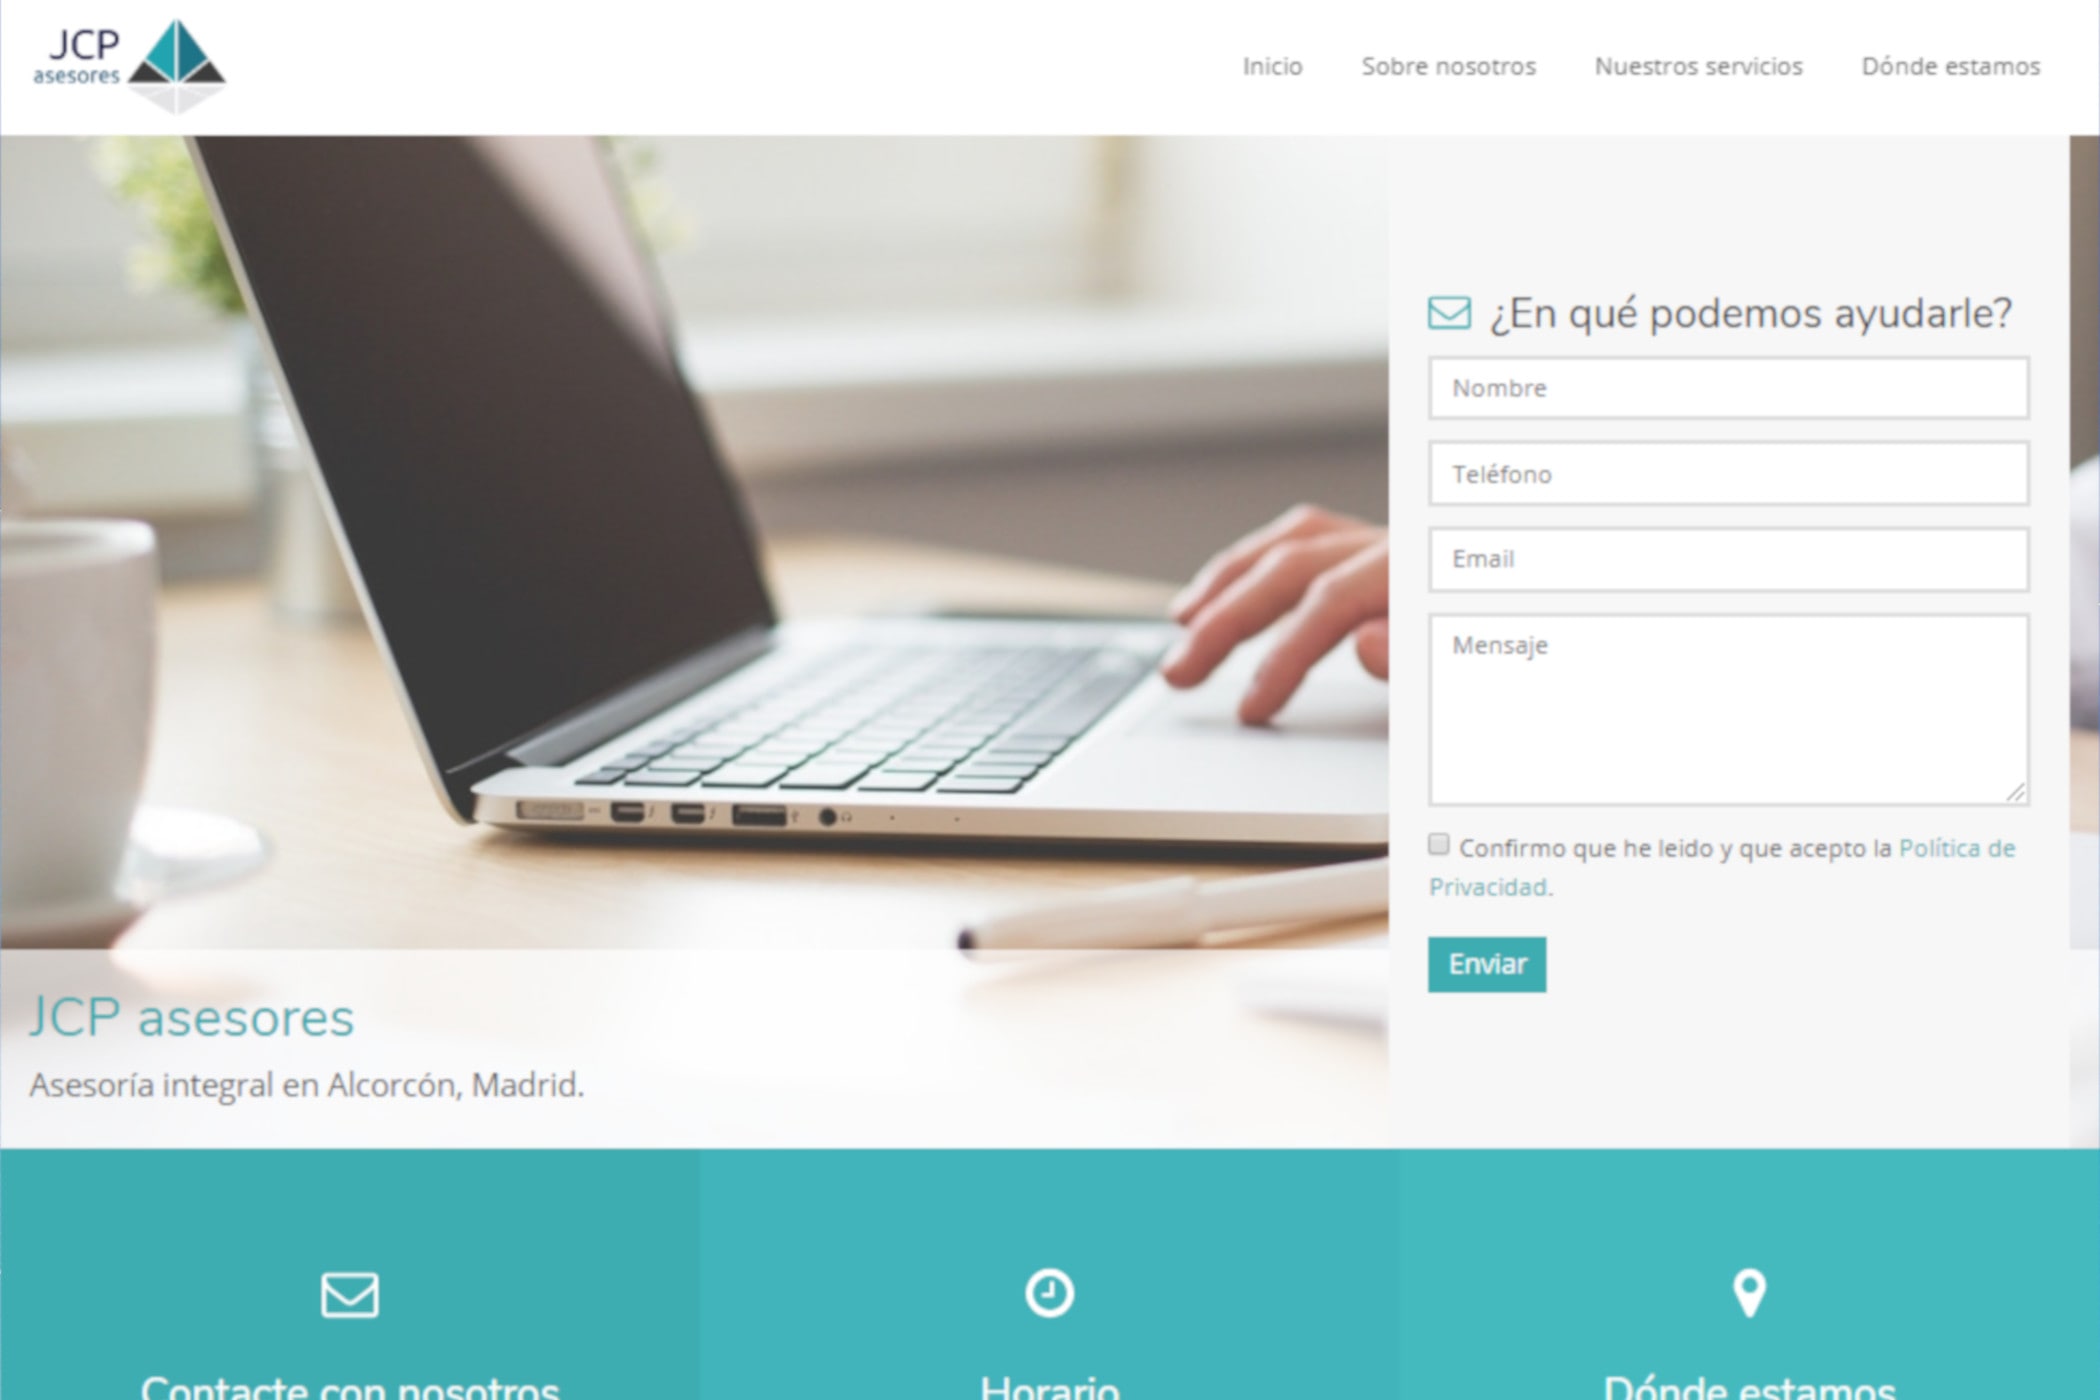 JCP
asesores
Inicio
Sobre nosotros
Nuestros servicios
Dónde estamos
¿En qué podemos ayudarle?
Nombre
Teléfono
Email
Mensaje
Confirmo que he leido y que acepto la Política de
Privacidad.
Enviar
JCP asesores
Asesoría integral en Alcorcón, Madrid.
Contacte con nosotros
Horario
Dónde estamos